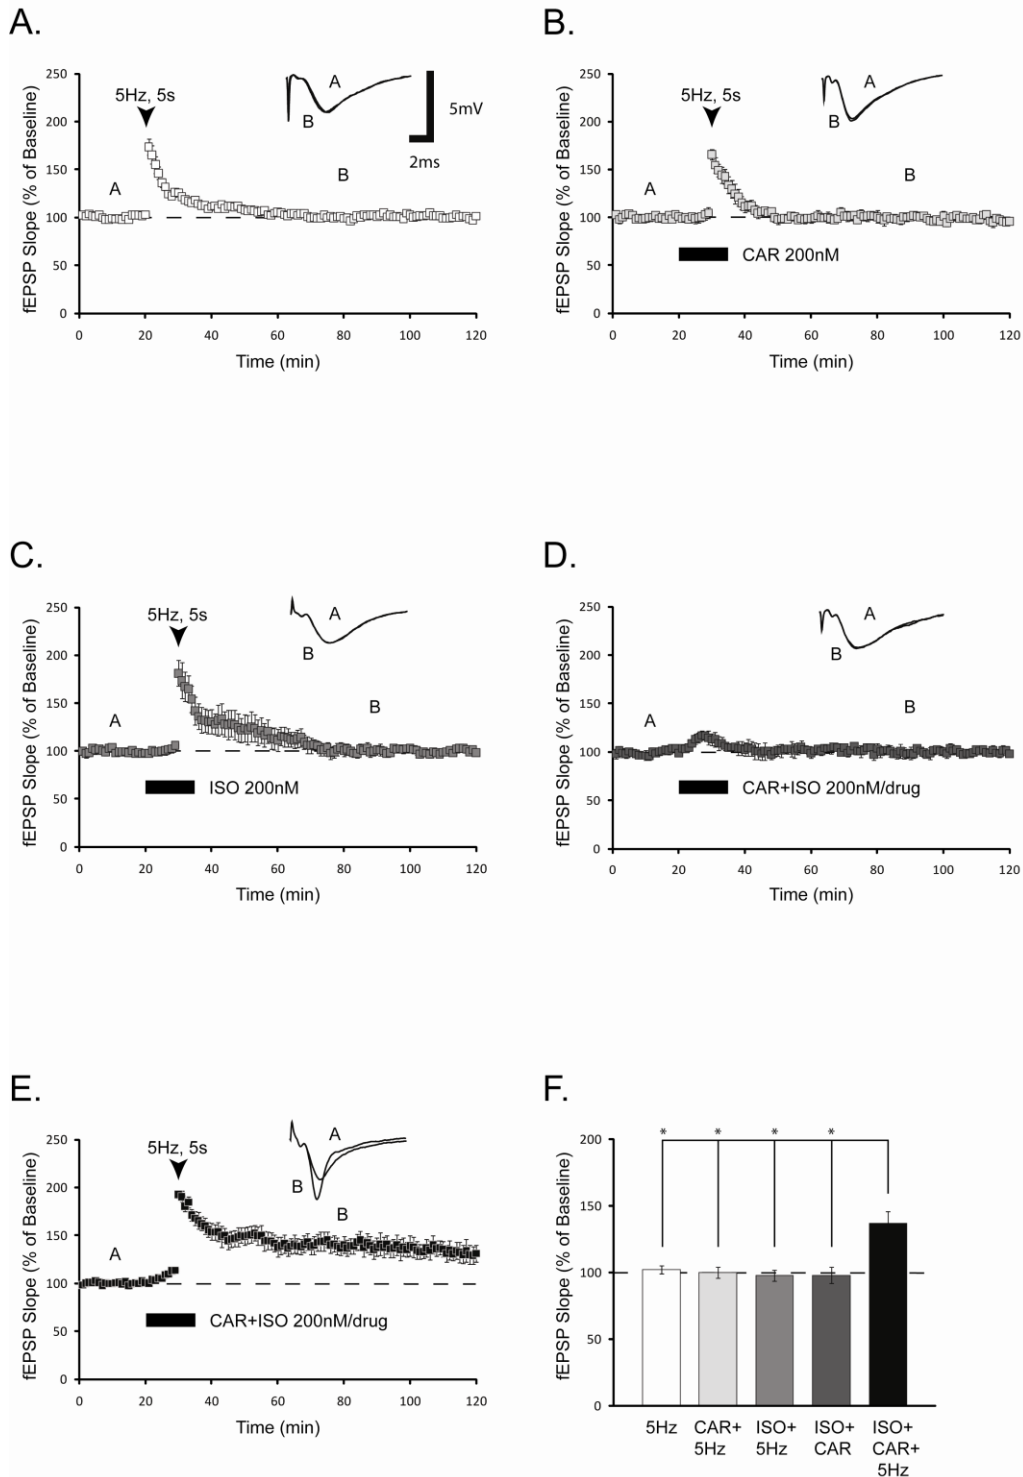 A.
250
200
150
100
50
0
fEPSP Slope (% of Baseline)
5Hz, 5s
A
B
A
B
5mV
2ms
0 20 40 60 80 100 120
Time (min)
B.
250
200
150
100
50
0
fEPSP Slope (% of Baseline)
5Hz, 5s
A
B
A
B
CAR 200nM
0 20 40 60 80 100 120
Time (min)
C.
250
200
150
100
50
0
fEPSP Slope (% of Baseline)
5Hz, 5s
A
B
A
B
ISO 200nM
0 20 40 60 80 100 120
Time (min)
D.
250
200
150
100
50
0
fEPSP Slope (% of Baseline)
A
B
A
B
CAR+ISO 200nM/drug
0 20 40 60 80 100 120
Time (min)
E.
250
200
150
100
50
0
fEPSP Slope (% of Baseline)
5Hz, 5s
A
B
A
B
CAR+ISO 200nM/drug
0 20 40 60 80 100 120
Time (min)
F.
200
150
100
50
0
fEPSP Slope (% of Baseline)
* * * *
5Hz
CAR+
5Hz
ISO+
5Hz
ISO+
CAR
ISO+
CAR+
5Hz